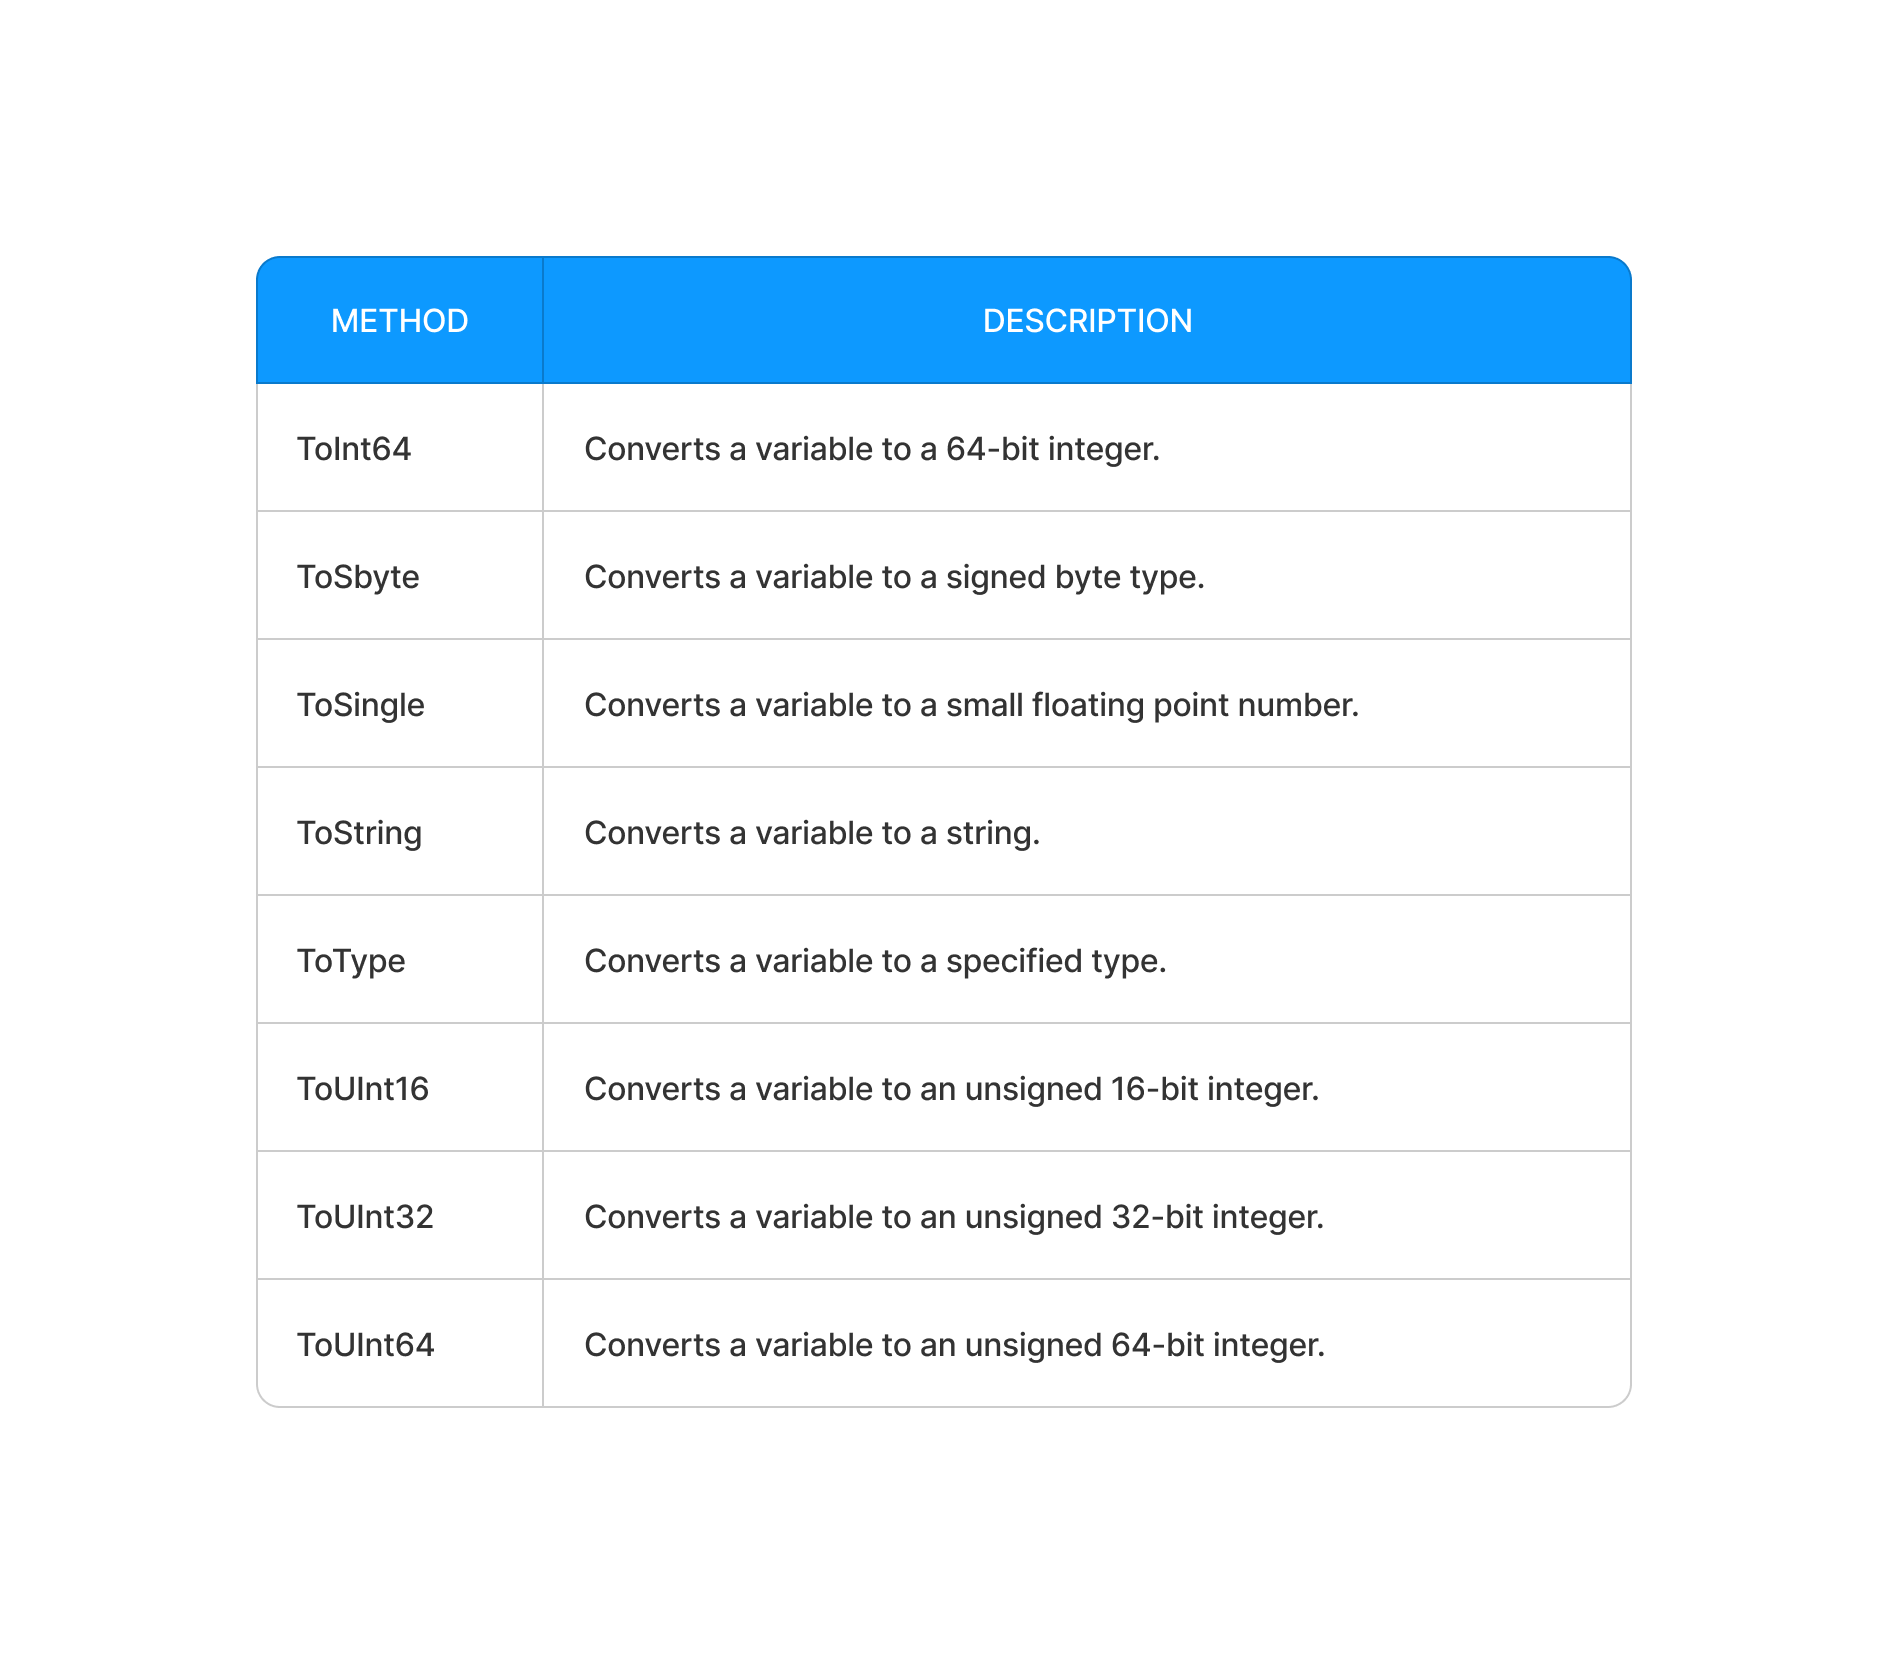 METHOD DESCRIPTION
ToInt64 Converts a variable to a 64-bit integer.
ToSbyte Converts a variable to a signed byte type.
ToSingle Converts a variable to a small floating point number.
ToString Converts a variable to a string.
ToType Converts a variable to a specified type.
ToUInt16 Converts a variable to an unsigned 16-bit integer.
ToUInt32 Converts a variable to an unsigned 32-bit integer.
ToUInt64 Converts a variable to an unsigned 64-bit integer.